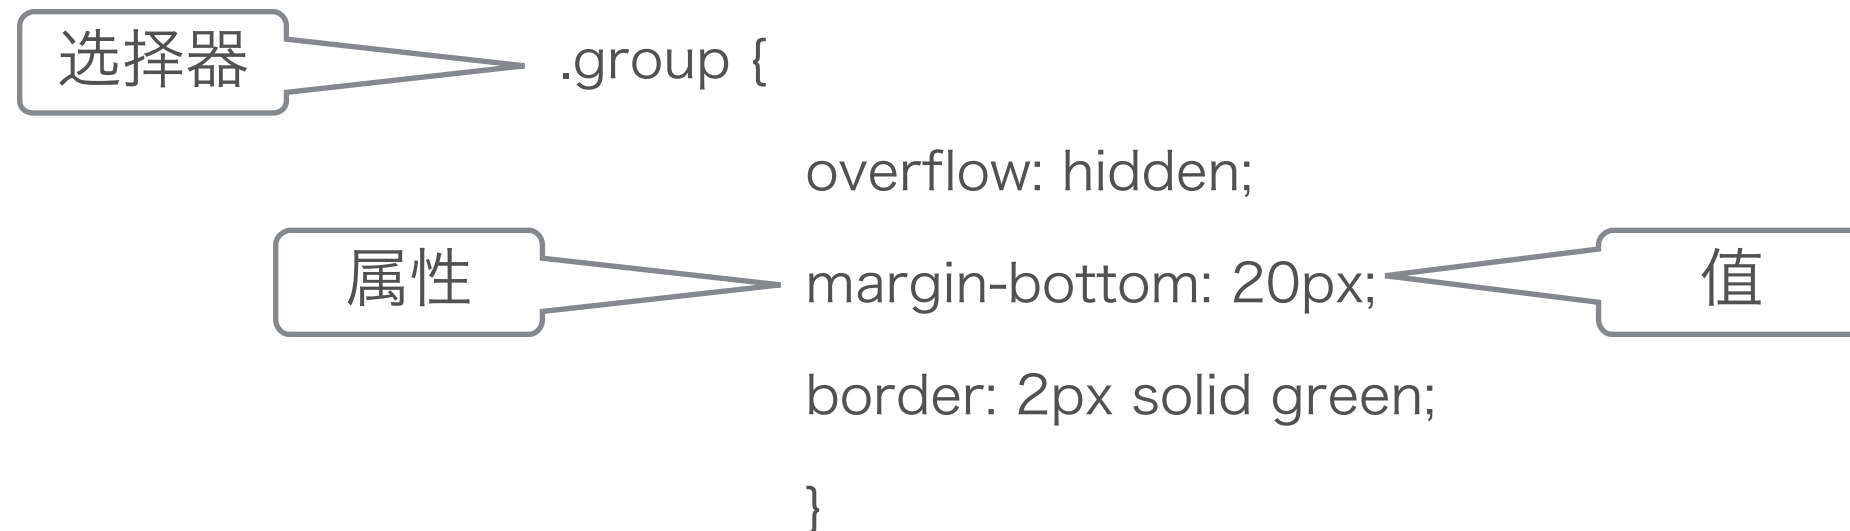 选择器 .group {
overflow: hidden;
属性 margin-bottom: 20px; 值
border: 2px solid green;
}